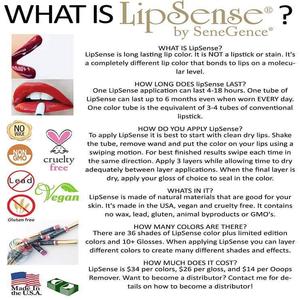 WHAT IS LipSense® ?
by SeneGence®
WHAT IS LipSense?
LipSense is long lasting lip color. It is NOT a lipstick or stain. It's
a completely different lip color that bonds to lips on a molecu-
lar level.
HOW LONG DOES lipSense LAST?
One LipSense application can last 4-18 hours. One tube of
LipSense can last up to 6 months even when worn EVERY day.
One color tube is the equivalent of 3-4 tubes of conventional
lipstick.
HOW DO YOU APPLY LipSense?
To apply LipSense it is best to start with clean dry lips. Shake
the tube, remove wand and put the color on your lips using a
swiping motion. For best finished results swipe each time in
the same direction. Apply 3 layers while allowing time to dry
adequately between layer applications. When the final layer is
dry, apply your gloss of choice to seal in the color.
WHATS IN IT?
LipSense is made of natural materials that are good for your
skin. It's made in the USA, vegan and cruelty free. It contains
no wax, lead, gluten, animal byproducts or GMO's.
HOW MANY COLORS ARE THERE?
There are 36 shades of LipSense color plus limited edition
colors and 10+ Glosses. When applying LipSense you can layer
different colors to create many different shades and effects.
HOW MUCH DOES IT COST?
LipSense is $34 per colors, $26 per gloss, and $14 per Ooops
Remover. Want to become a distributor? Contact me for de-
tails on how to become a distributor!
NO
WAX
NON
GMO
cruelty
free
Lead
Vegan
Gluten free
Made In
the U.S.A.